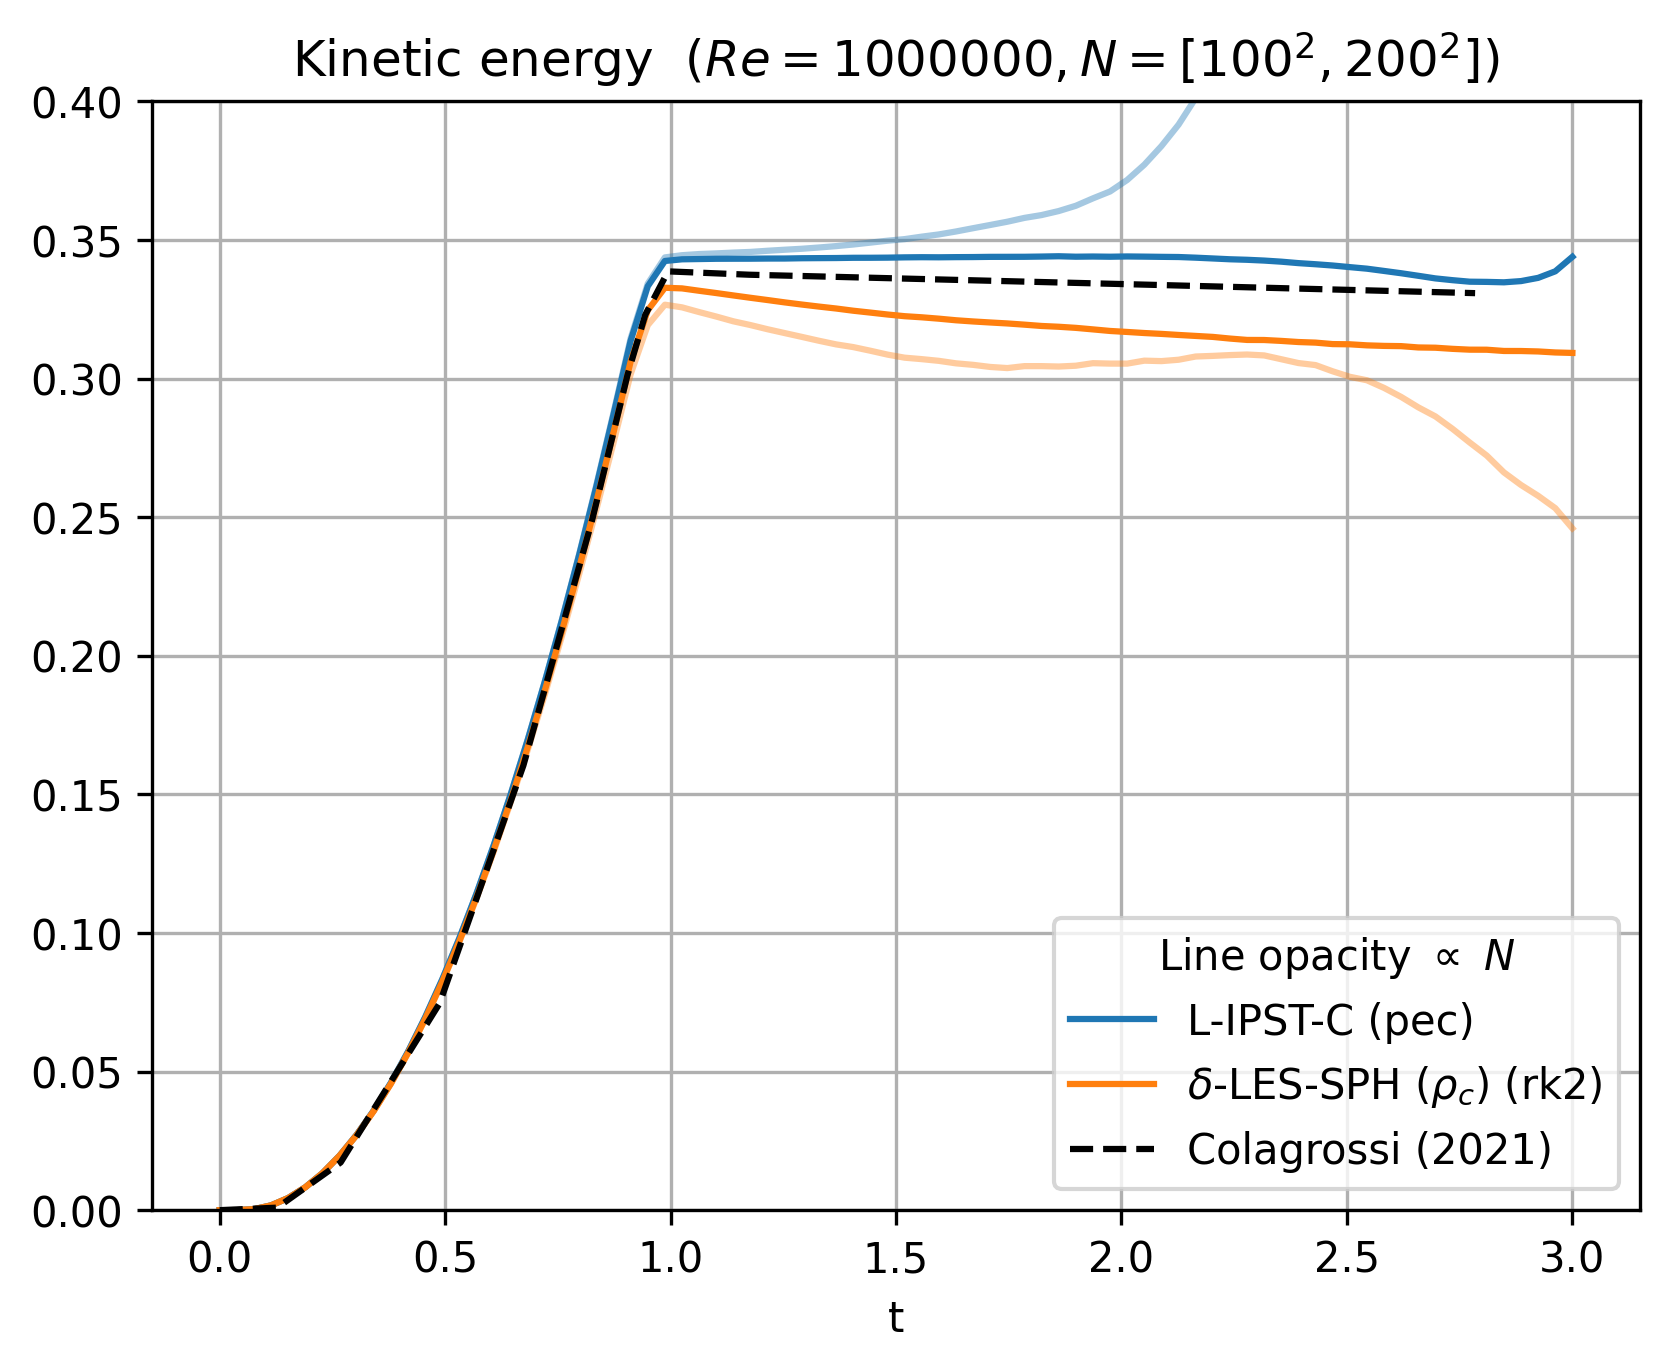 Kinetic energy (Re = 1000000, N = [100², 200²])
0.40
0.35
0.30
0.25
0.20
0.15
0.10
0.05
0.00
Line opacity ∝ N
L-IPST-C (pec)
δ-LES-SPH (ρ_c) (rk2)
Colagrossi (2021)
0.0 0.5 1.0 1.5 2.0 2.5 3.0
t